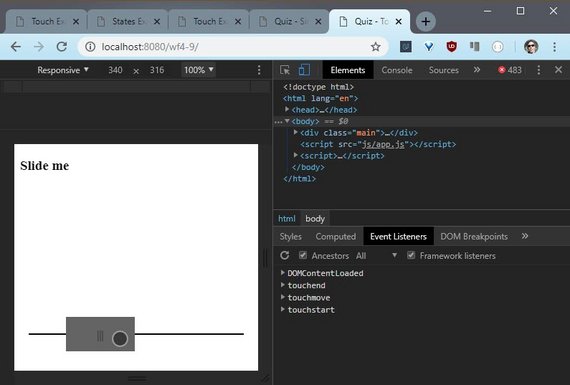 Touch Ex
States Ex
Touch Ex
Quiz - Si
Quiz - To
localhost:8080/wf4-9/
Responsive ▼ 340 × 316 100% ▼
Elements Console Sources » 483
Slide me
<!doctype html>
<html lang="en">
<head>…</head>
<body> == $0
<div class="main">…</div>
<script src="js/app.js"></script>
<script>…</script>
</body>
</html>
html body
Styles Computed Event Listeners DOM Breakpoints »
Ancestors All ▼ Framework listeners
DOMContentLoaded
touchend
touchmove
touchstart